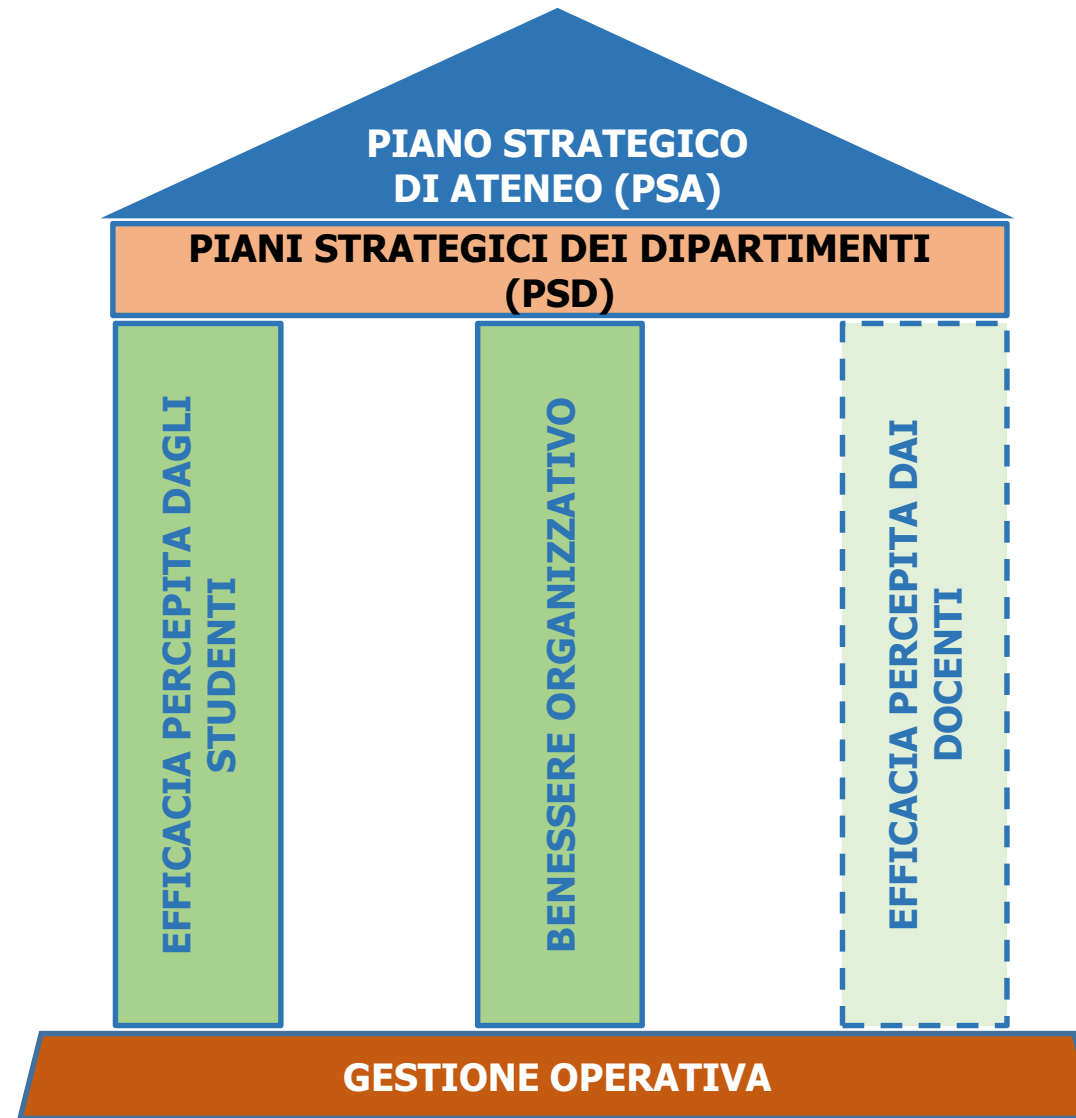 PIANO STRATEGICO
DI ATENEO (PSA)
PIANI STRATEGICI DEI DIPARTIMENTI
(PSD)
EFFICACIA PERCEPITA DAGLI
STUDENTI
BENESSERE ORGANIZZATIVO
EFFICACIA PERCEPITA DAI
DOCENTI
GESTIONE OPERATIVA